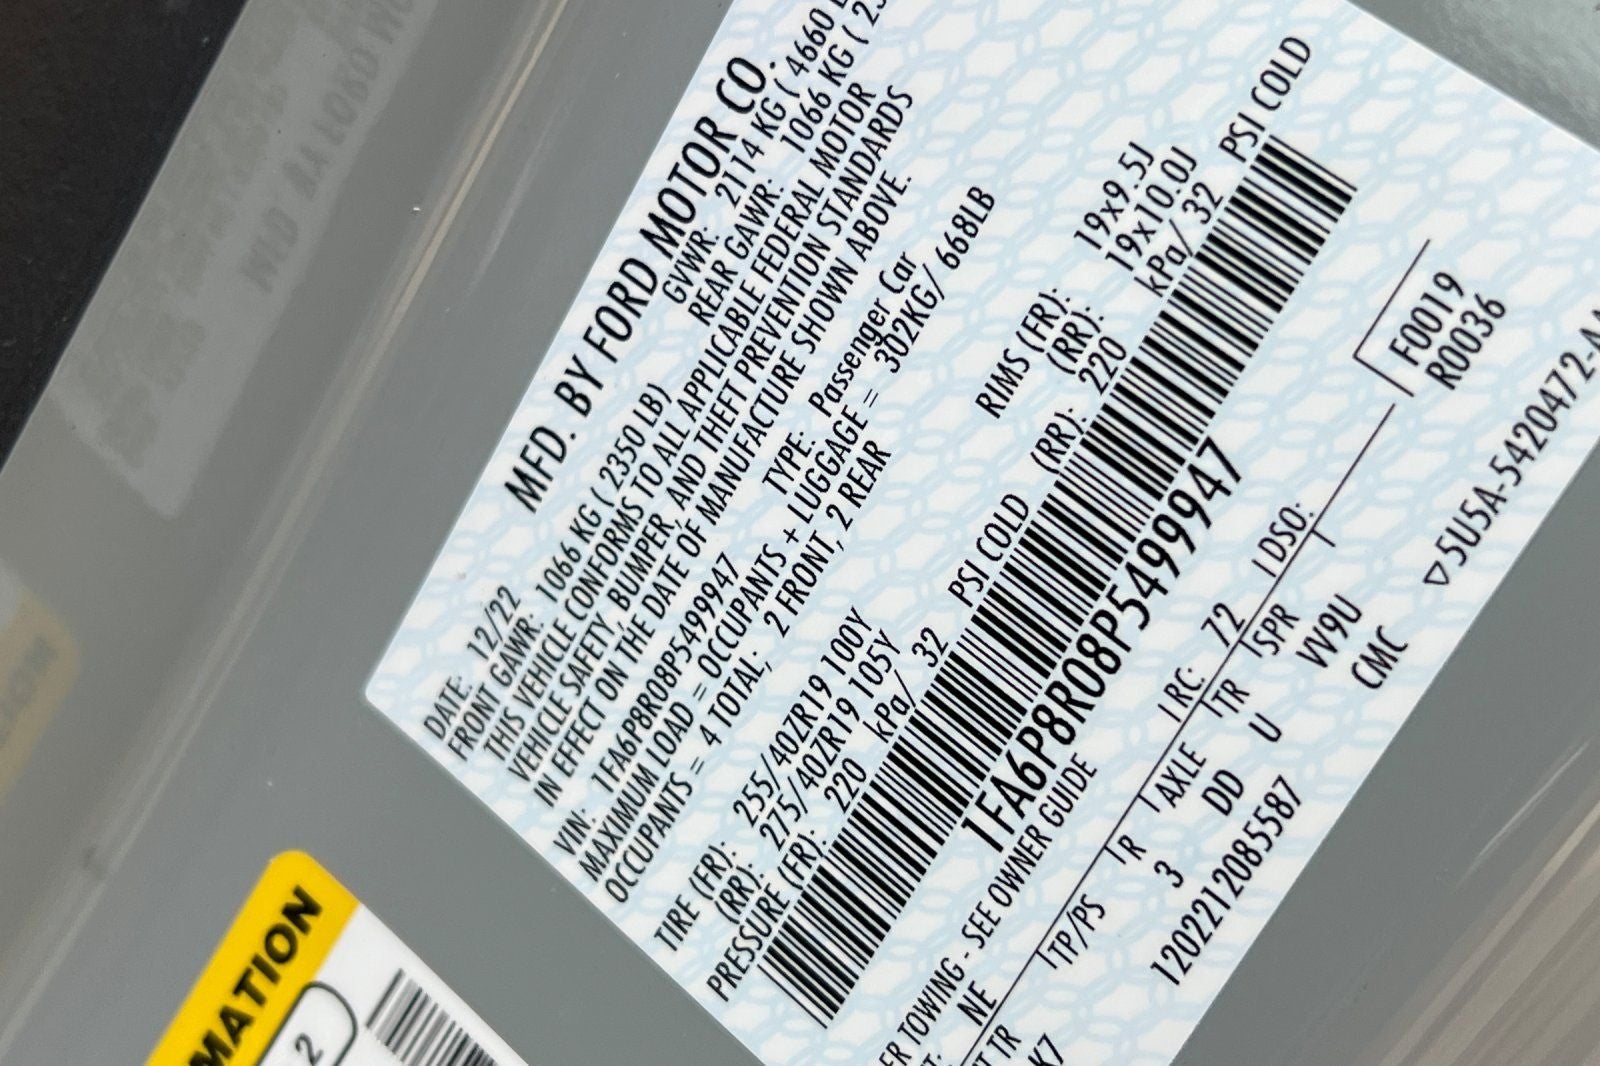 MFD. BY FORD MOTOR CO.
DATE: 12/22 GVWR: 2114 KG ( 4660
FRONT GAWR: 1066 KG ( 2350 LB) REAR GAWR: 1066 KG (
THIS VEHICLE CONFORMS TO ALL APPLICABLE FEDERAL MOTOR
VEHICLE SAFETY, BUMPER, AND THEFT PREVENTION STANDARDS
IN EFFECT ON THE DATE OF MANUFACTURE SHOWN ABOVE.
VIN: 1FA6P8R08P5499947 TYPE: Passenger Car
MAXIMUM LOAD = OCCUPANTS + LUGGAGE = 302KG/ 668LB
OCCUPANTS = 4 TOTAL, 2 FRONT, 2 REAR
TIRE (FR): 255/40ZR19 100Y RIMS (FR): 19x9.5J
(RR): 275/40ZR19 105Y (RR): 19x10.0J
PRESSURE (FR): 220 kPa/ 32 PSI COLD (RR): 220 kPa/ 32 PSI COLD
1FA6P8R08P5499947
ER TOWING - SEE OWNER GUIDE F0019
NE RC: 72 DSO: R0036
TR TP/PS R AXLE TR SPR T
K7 3 DD U VV9U
1202212085587 CMC
▽5U5A-5420472-AA
MATION
2